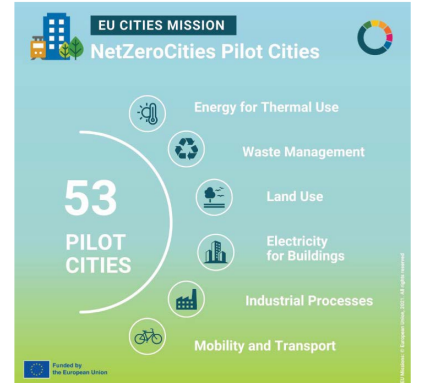 EU CITIES MISSION
NetZeroCities Pilot Cities
Energy for Thermal Use
Waste Management
53
PILOT
CITIES
Land Use
Electricity
for Buildings
Industrial Processes
Mobility and Transport
Funded by
the European Union